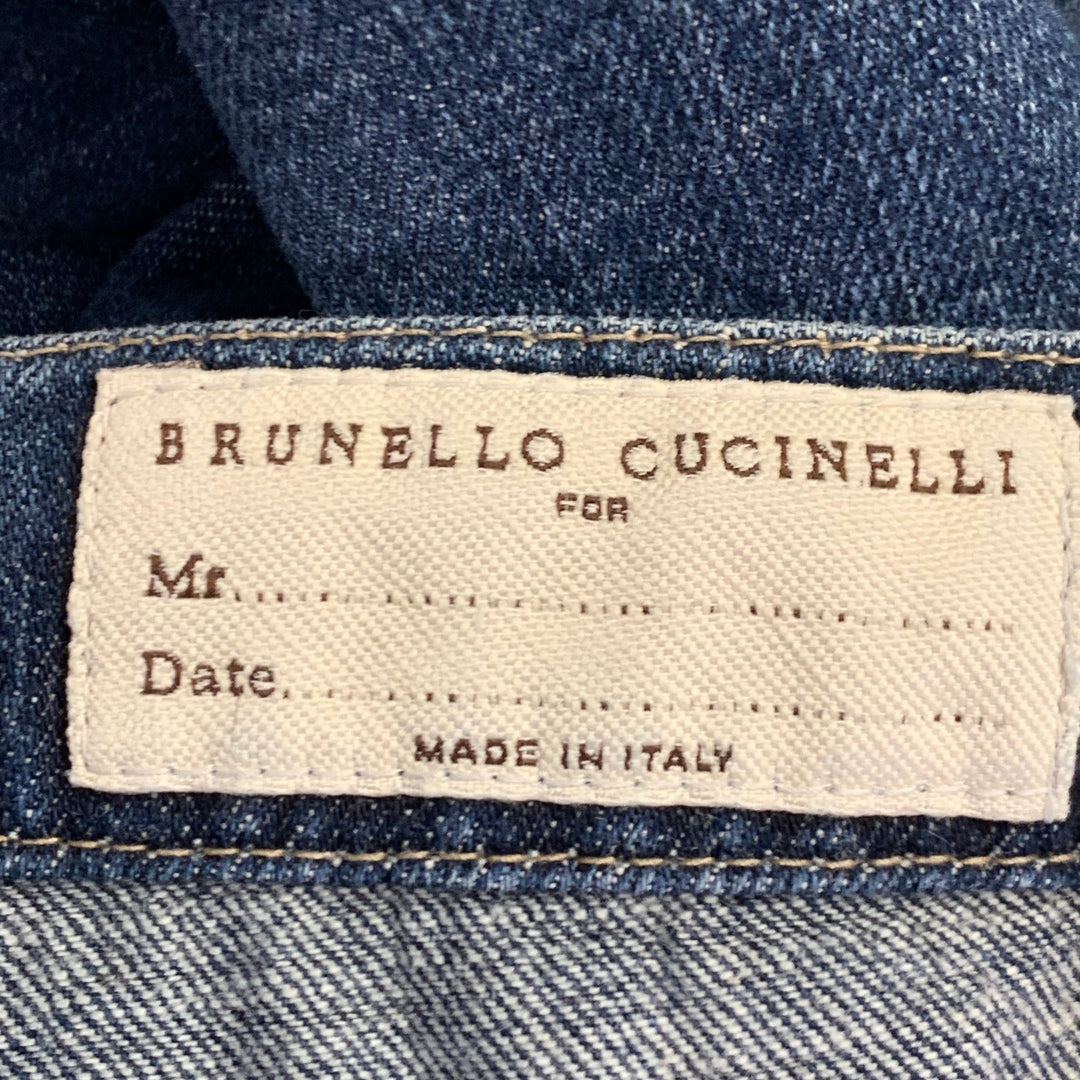 BRUNELLO CUCINELLI
FOR
Mr..............................
Date..............................
MADE IN ITALY